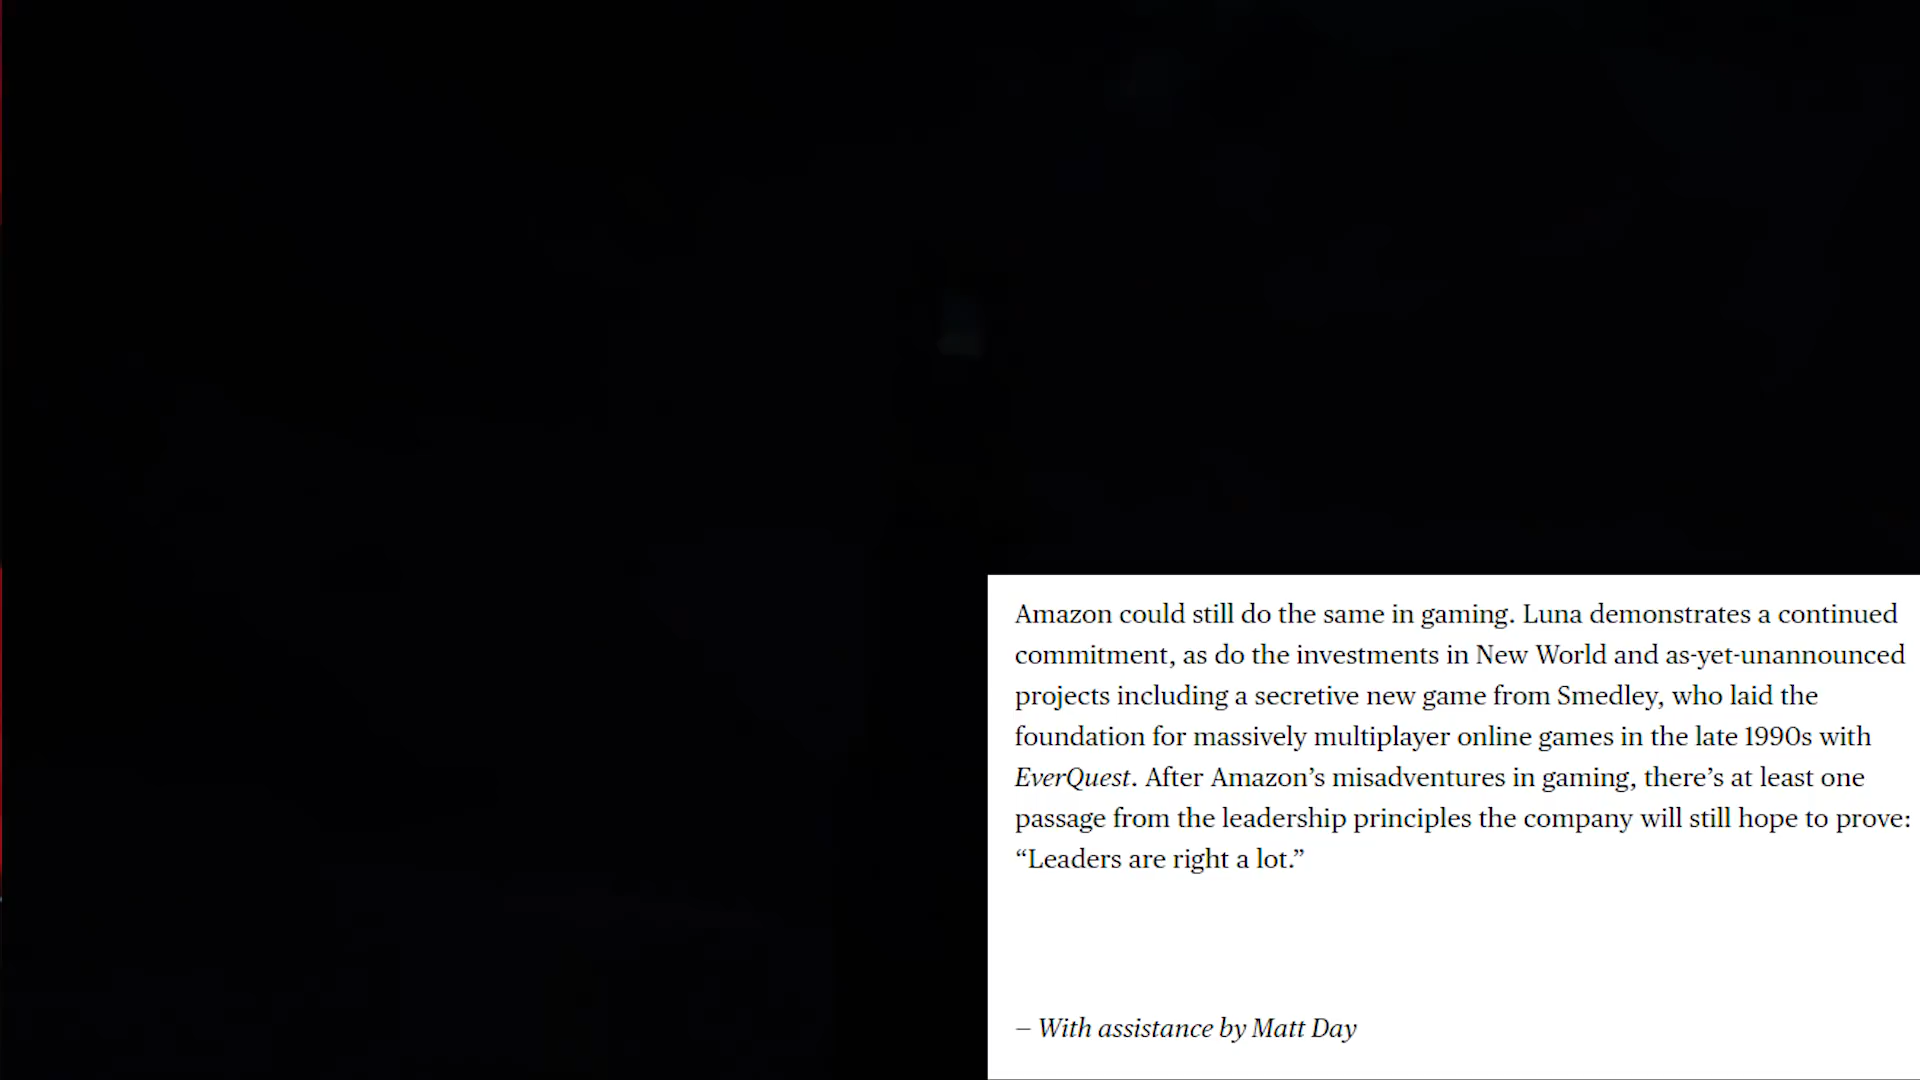 Amazon could still do the same in gaming. Luna demonstrates a continued
commitment, as do the investments in New World and as-yet-unannounced
projects including a secretive new game from Smedley, who laid the
foundation for massively multiplayer online games in the late 1990s with
EverQuest. After Amazon’s misadventures in gaming, there’s at least one
passage from the leadership principles the company will still hope to prove:
“Leaders are right a lot.”
– With assistance by Matt Day